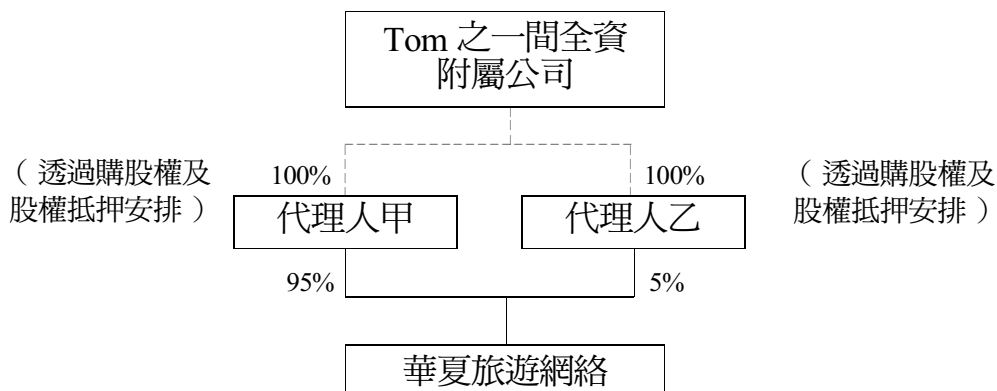 Tom 之一間全資
附屬公司
(透過購股權及
股權抵押安排)
100%
100%
(透過購股權及
股權抵押安排)
代理人甲
代理人乙
95%
5%
華夏旅遊網絡